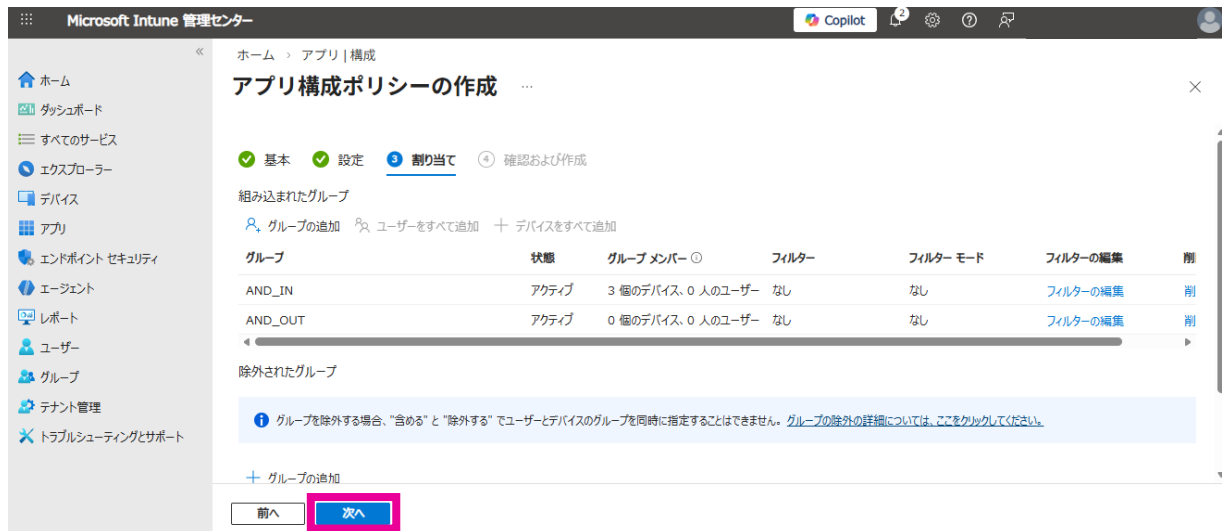 Microsoft Intune 管理センター
Copilot
2
ホーム > アプリ | 構成
アプリ構成ポリシーの作成 …
ホーム
ダッシュボード
すべてのサービス
エクスプローラー
デバイス
アプリ
エンドポイント セキュリティ
エージェント
レポート
ユーザー
グループ
テナント管理
トラブルシューティングとサポート
基本 設定 3 割り当て 4 確認および作成
組み込まれたグループ
グループの追加 ユーザーをすべて追加 デバイスをすべて追加
グループ 状態 グループ メンバー フィルター フィルター モード フィルターの編集 削
AND_IN アクティブ 3 個のデバイス、0 人のユーザー なし なし フィルターの編集 削
AND_OUT アクティブ 0 個のデバイス、0 人のユーザー なし なし フィルターの編集 削
除外されたグループ
グループを除外する場合、"含める" と "除外する" でユーザーとデバイスのグループを同時に指定することはできません。グループの除外の詳細については、ここをクリックしてください。
グループの追加
前へ 次へ